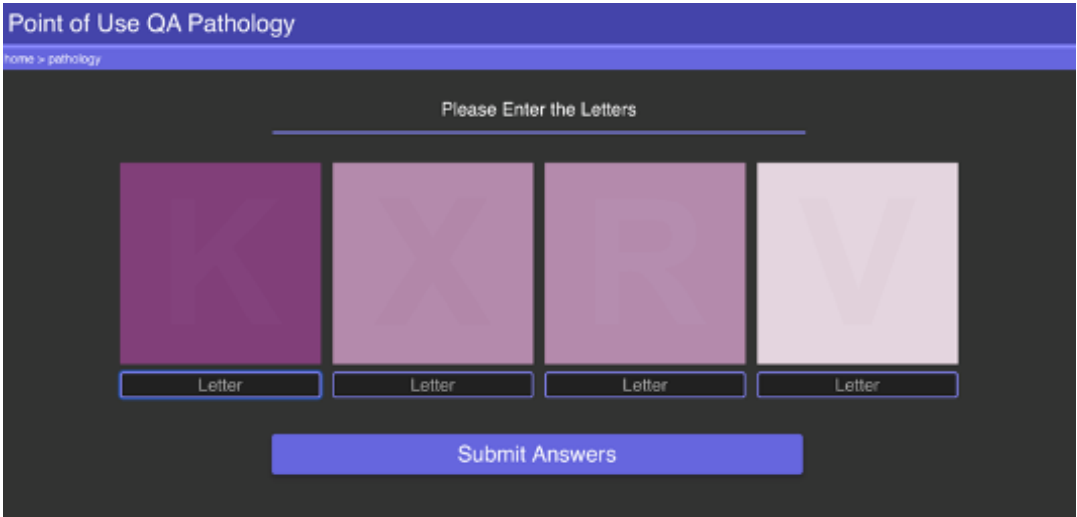 Point of Use QA Pathology
home > pathology
Please Enter the Letters
K X R V
Letter Letter Letter Letter
Submit Answers